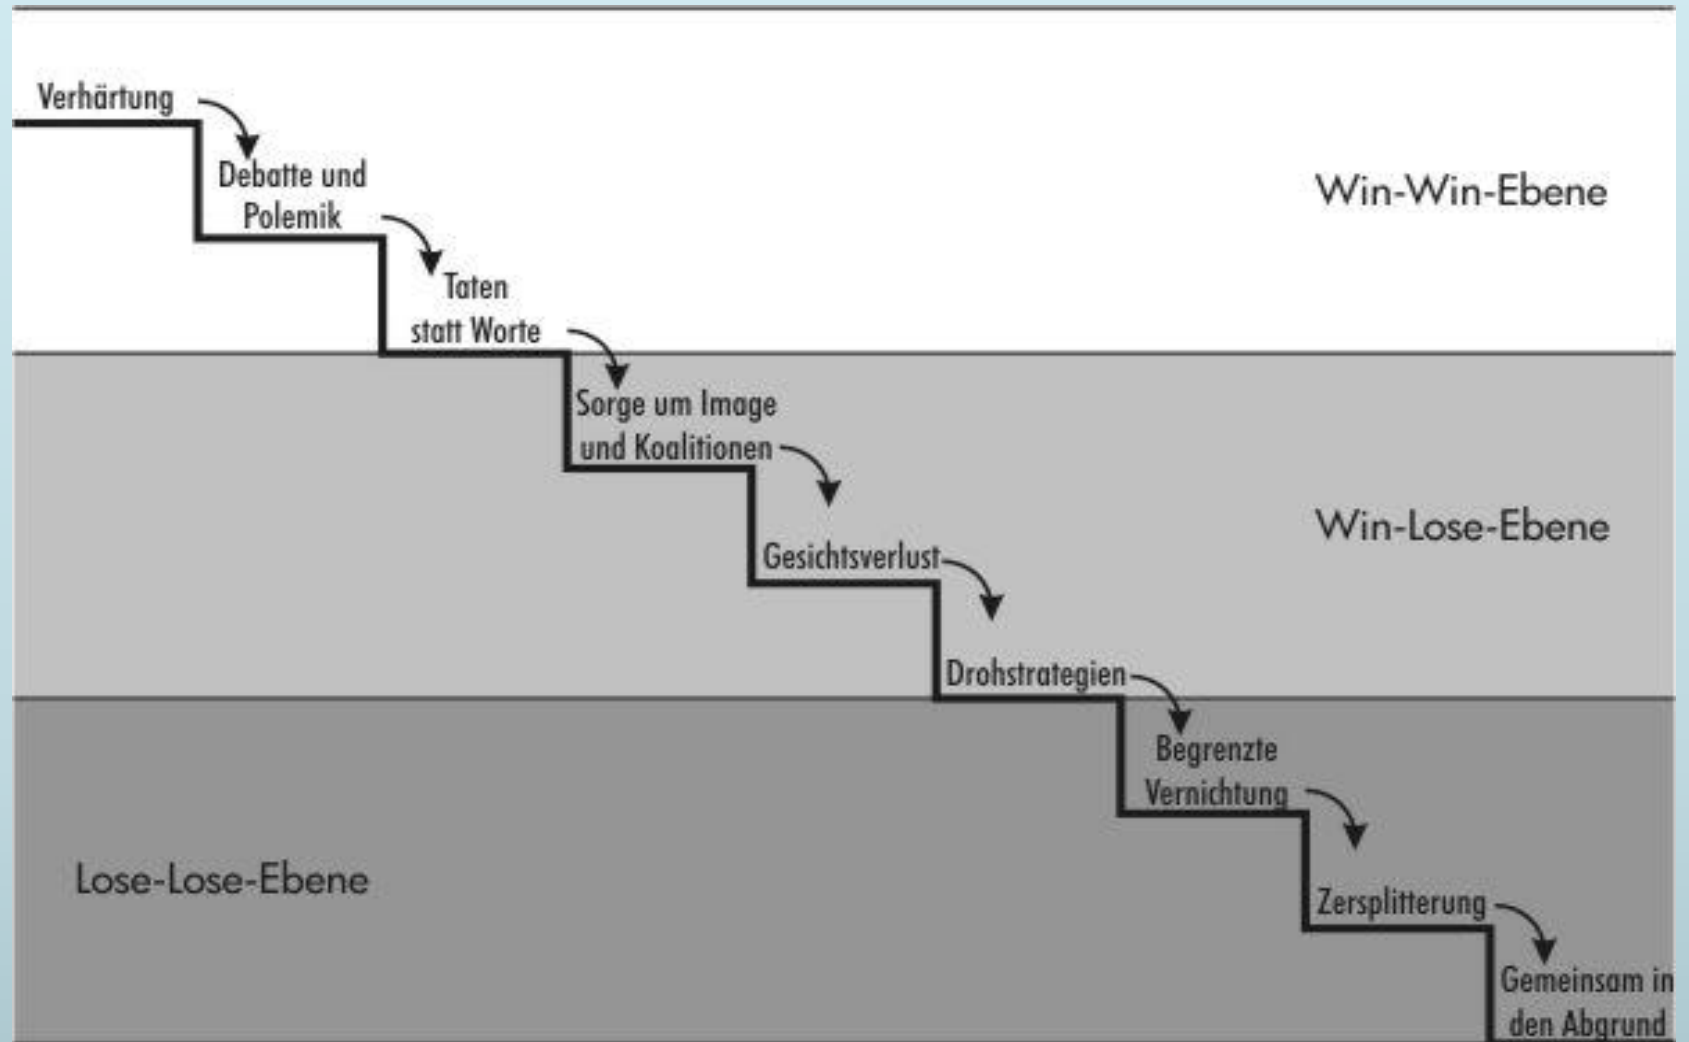 Verhärtung
Debatte und
Polemik
Win-Win-Ebene
Taten
statt Worte
Sorge um Image
und Koalitionen
Win-Lose-Ebene
Gesichtsverlust
Drohstrategien
Begrenzte
Vernichtung
Lose-Lose-Ebene
Zersplitterung
Gemeinsam in
den Abgrund